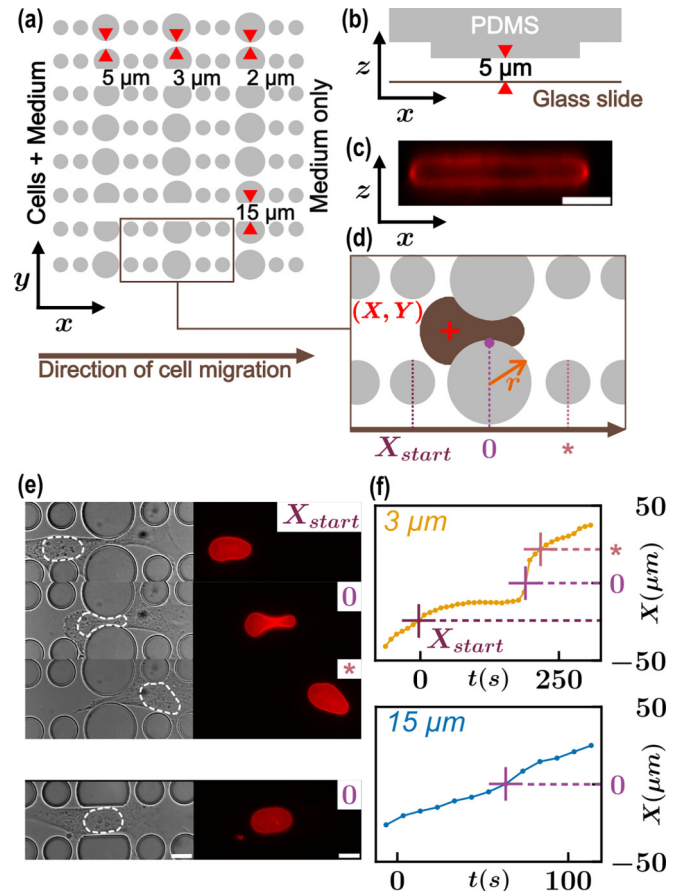 (a)
5 μm
3 μm
2 μm
Cells + Medium
Medium only
15 μm
y
x
Direction of cell migration
(b)
PDMS
z
5 μm
Glass slide
x
(c)
z
x
(d)
(X, Y)
r
X_start
0
*
(e)
X_start
0
*
0
(f)
3 μm
50
*
0
X(μm)
X_start
−50
0
t(s)
250
15 μm
50
0
X(μm)
−50
0
t(s)
100